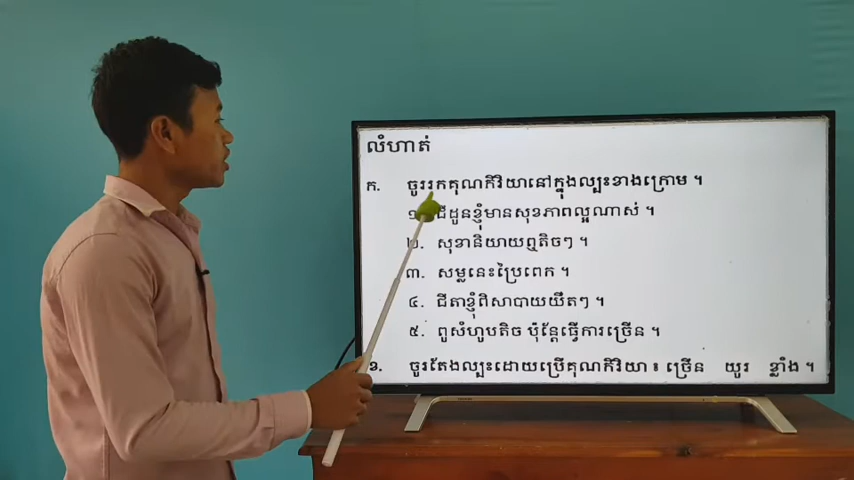 លំហាត់
ក. ចូររកគុណកិរិយានៅក្នុងល្បះខាងក្រោម ។
១. ជីដូនខ្ញុំមានសុខភាពល្អណាស់ ។
២. សុខានិយាយឮតិចៗ ។
៣. សម្លនេះប្រៃពេក ។
៤. ជីតាខ្ញុំពិសាបាយយឺតៗ ។
៥. ពូសំហូបតិច ប៉ុន្តែធ្វើការច្រើន ។
ខ. ចូរតែងល្បះដោយប្រើគុណកិរិយា ៖ ច្រើន យូរ ខ្លាំង ។